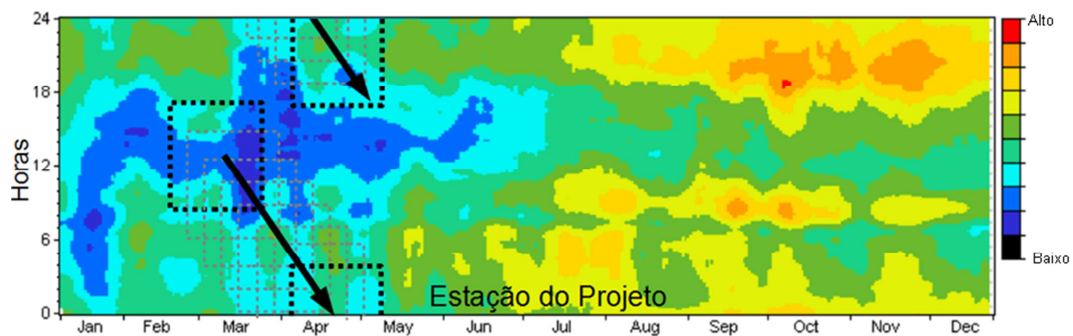 24
18
12
6
0
Horas
Estação do Projeto
Jan Feb Mar Apr May Jun Jul Aug Sep Oct Nov Dec
Alto
Baixo